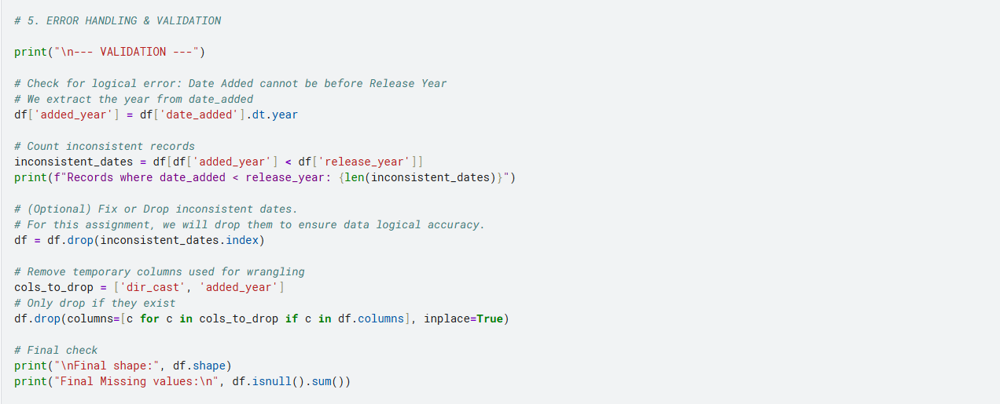 # 5. ERROR HANDLING & VALIDATION
print("\n--- VALIDATION ---")
# Check for logical error: Date Added cannot be before Release Year
# We extract the year from date_added
df['added_year'] = df['date_added'].dt.year
# Count inconsistent records
inconsistent_dates = df[df['added_year'] < df['release_year']]
print(f"Records where date_added < release_year: {len(inconsistent_dates)}")
# (Optional) Fix or Drop inconsistent dates.
# For this assignment, we will drop them to ensure data logical accuracy.
df = df.drop(inconsistent_dates.index)
# Remove temporary columns used for wrangling
cols_to_drop = ['dir_cast', 'added_year']
# Only drop if they exist
df.drop(columns=[c for c in cols_to_drop if c in df.columns], inplace=True)
# Final check
print("\nFinal shape:", df.shape)
print("Final Missing values:\n", df.isnull().sum())